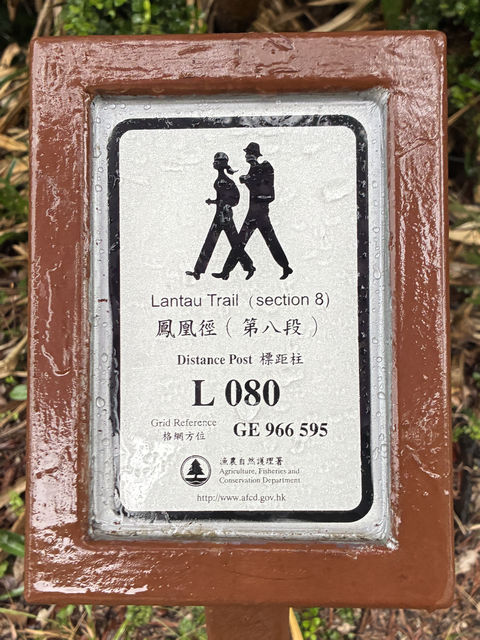 Lantau Trail (section 8)
鳳凰徑（第八段）
Distance Post 標距柱
L 080
Grid Reference GE 966 595
格網方位
漁農自然護理署
Agriculture, Fisheries and
Conservation Department
http://www.afcd.gov.hk